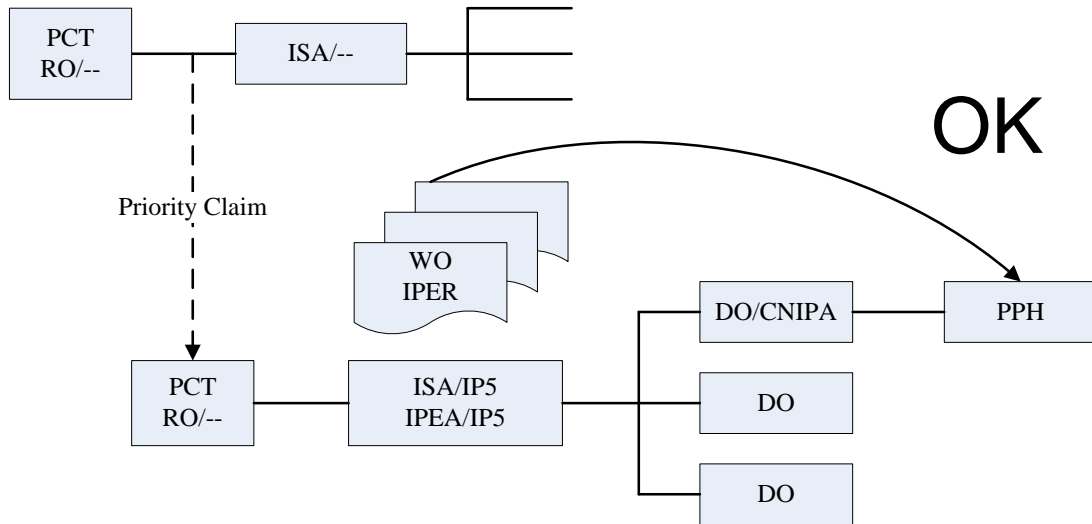 PCT
RO/--
ISA/--
OK
Priority Claim
WO
IPER
DO/CNIPA
PPH
PCT
RO/--
ISA/IP5
IPEA/IP5
DO
DO